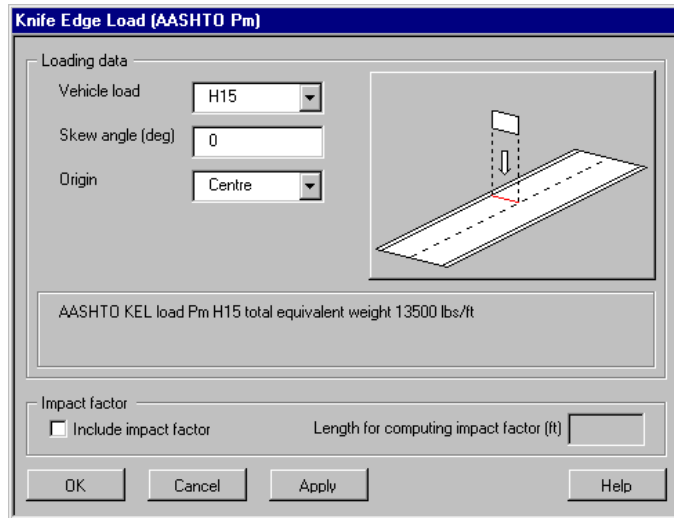 Knife Edge Load (AASHTO Pm)
Loading data
Vehicle load H15
Skew angle (deg) 0
Origin Centre
AASHTO KEL load Pm H15 total equivalent weight 13500 lbs/ft
Impact factor
Include impact factor Length for computing impact factor (ft)
OK Cancel Apply Help